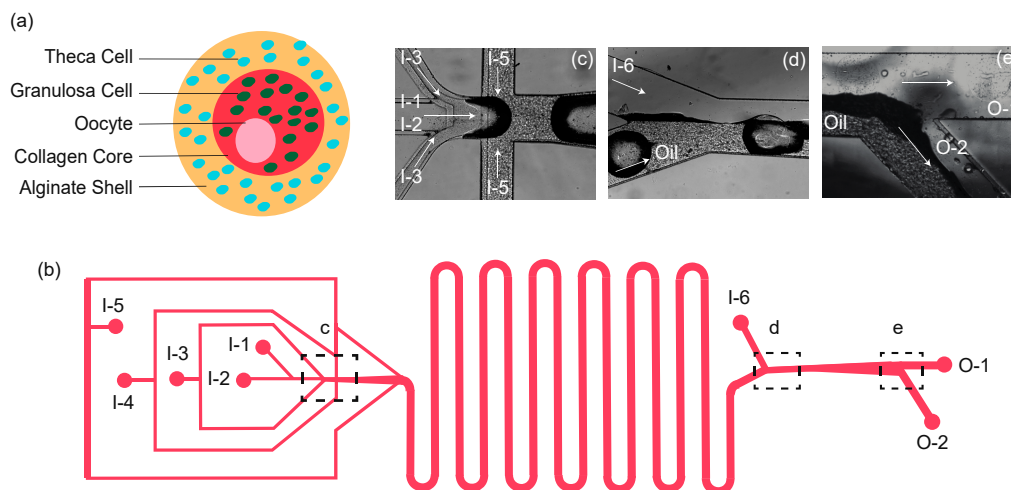 (a)
Theca Cell
Granulosa Cell
Oocyte
Collagen Core
Alginate Shell
I-3
I-1
I-2
I-3
I-5
I-5
(c)
I-6
Oil
(d)
Oil
(e
O-
O-2
(b)
I-5
I-4
I-3
I-1
I-2
c
I-6
d
e
O-1
O-2